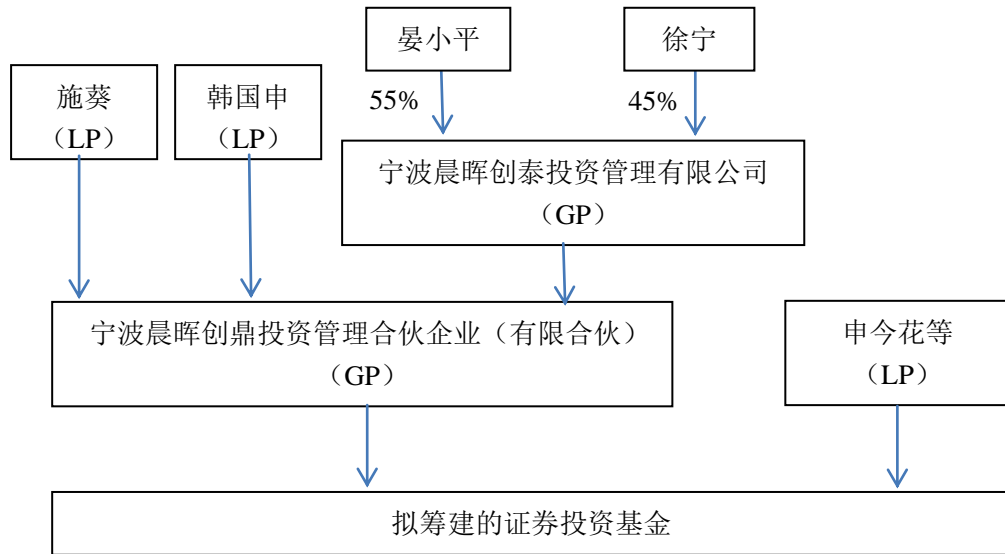 晏小平
徐宁
施葵
（LP）
韩国申
（LP）
55%
45%
宁波晨晖创泰投资管理有限公司
（GP）
宁波晨晖创鼎投资管理合伙企业（有限合伙）
（GP）
申今花等
（LP）
拟筹建的证券投资基金